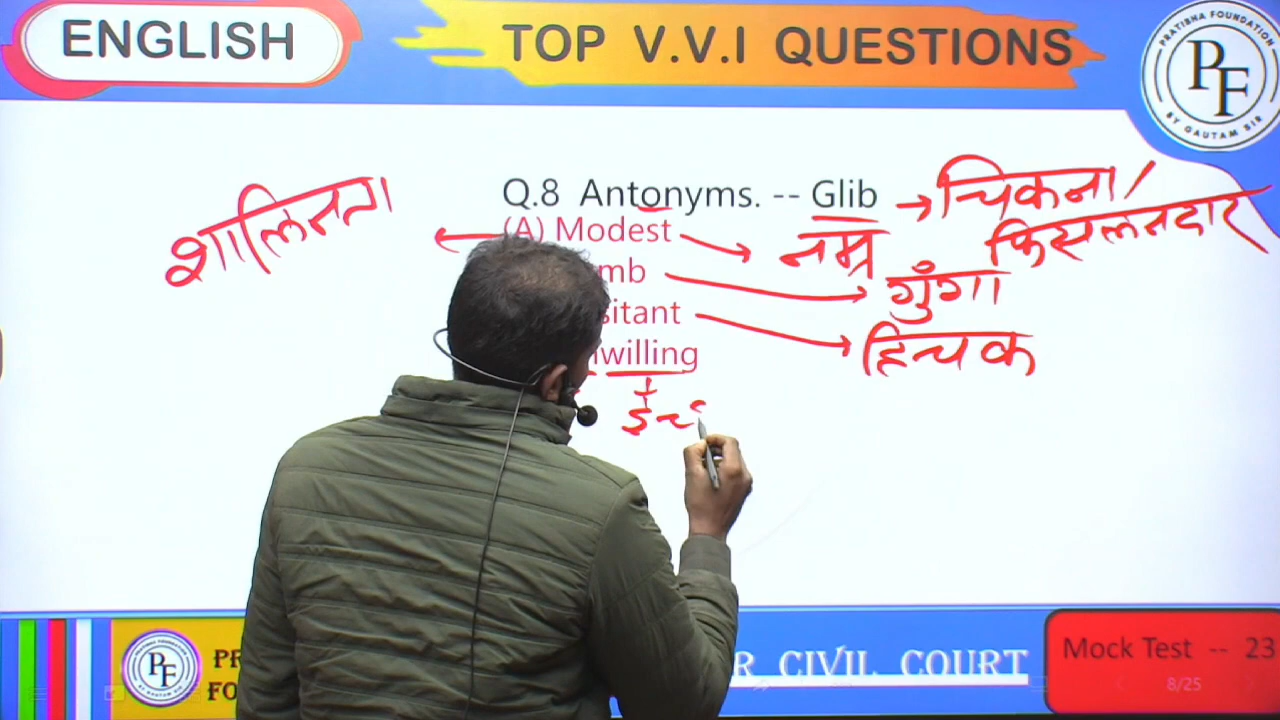 ENGLISH
TOP V.V.I QUESTIONS
PRATIBHA FOUNDATION
PF
BY GAUTAM SIR
Q.8 Antonyms. -- Glib → चिकना/
फिसलनदार
शालिनता
(A) Modest → नम्र
mb → गुंगा
sitant → हिचक
willing
PF
CIVIL COURT
Mock Test -- 23
8/25